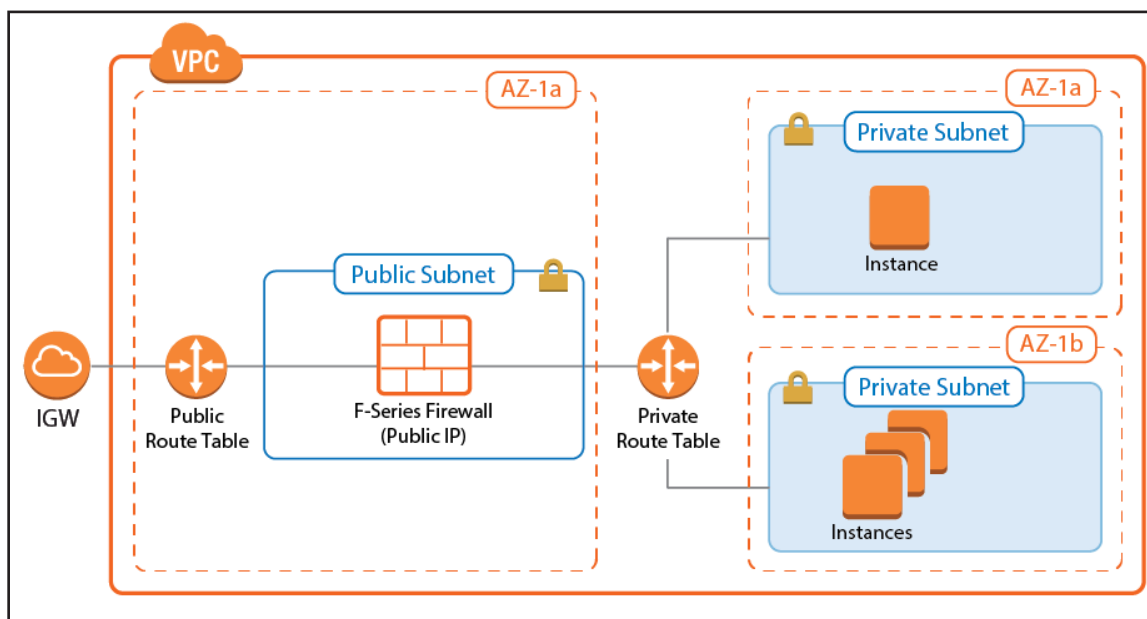 VPC
AZ-1a
AZ-1a
Private Subnet
Instance
Public Subnet
IGW
Public
Route Table
F-Series Firewall
(Public IP)
Private
Route Table
AZ-1b
Private Subnet
Instances